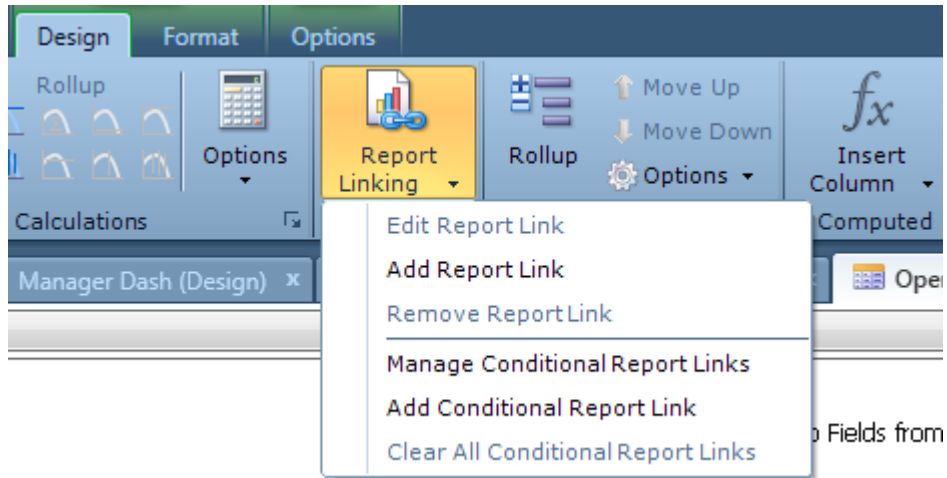 Design Format Options
Rollup
Options
Report
Linking
Rollup
Move Up
Move Down
Options
fx
Insert
Column
Calculations
Computed
Edit Report Link
Add Report Link
Remove Report Link
Manage Conditional Report Links
Add Conditional Report Link
Clear All Conditional Report Links
Manager Dash (Design) x
Oper
Fields from